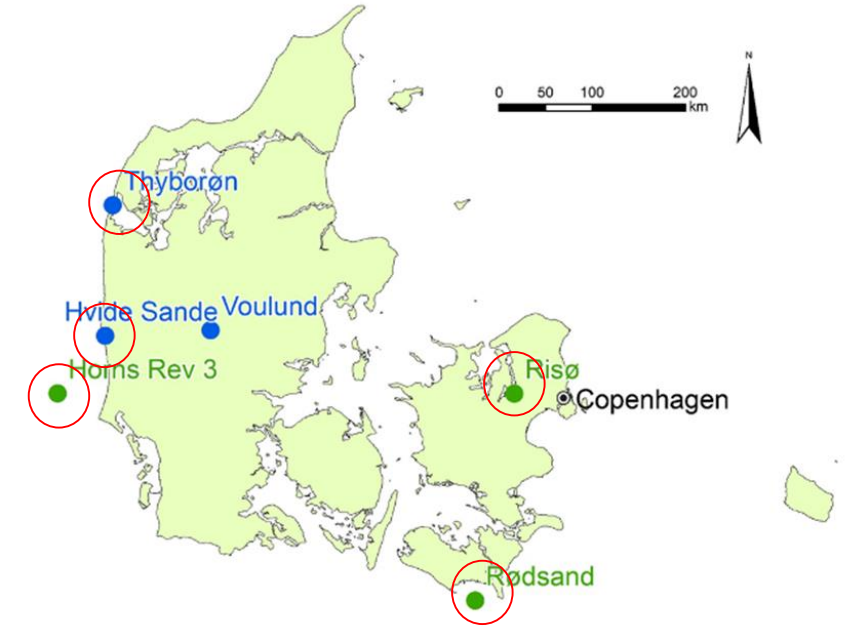 N
0 50 100 200
km
Thyborøn
Hvide Sande
Voulund
Horns Rev 3
Risø
Copenhagen
Rødsand